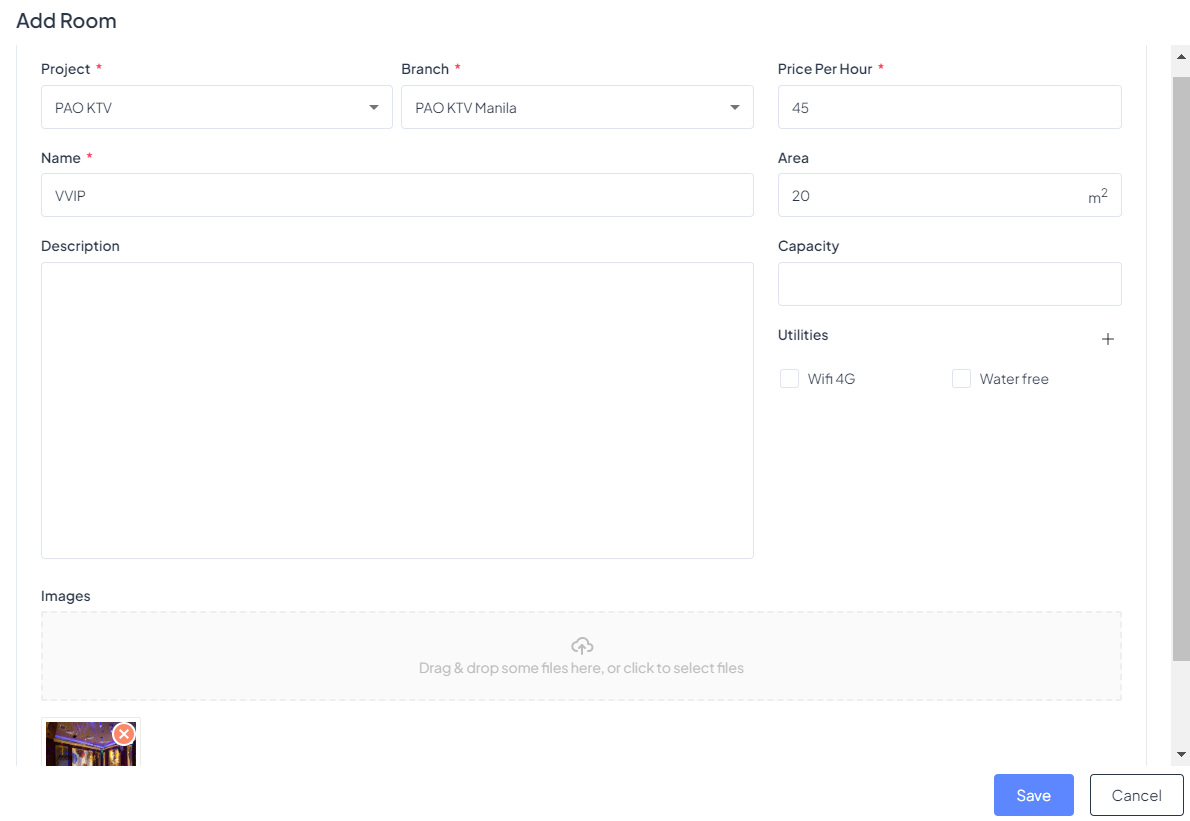 Add Room
Project *
Branch *
Price Per Hour *
PAO KTV
PAO KTV Manila
45
Name *
Area
VVIP
20
m²
Description
Capacity
Utilities
Wifi 4G
Water free
Images
Drag & drop some files here, or click to select files
Save
Cancel